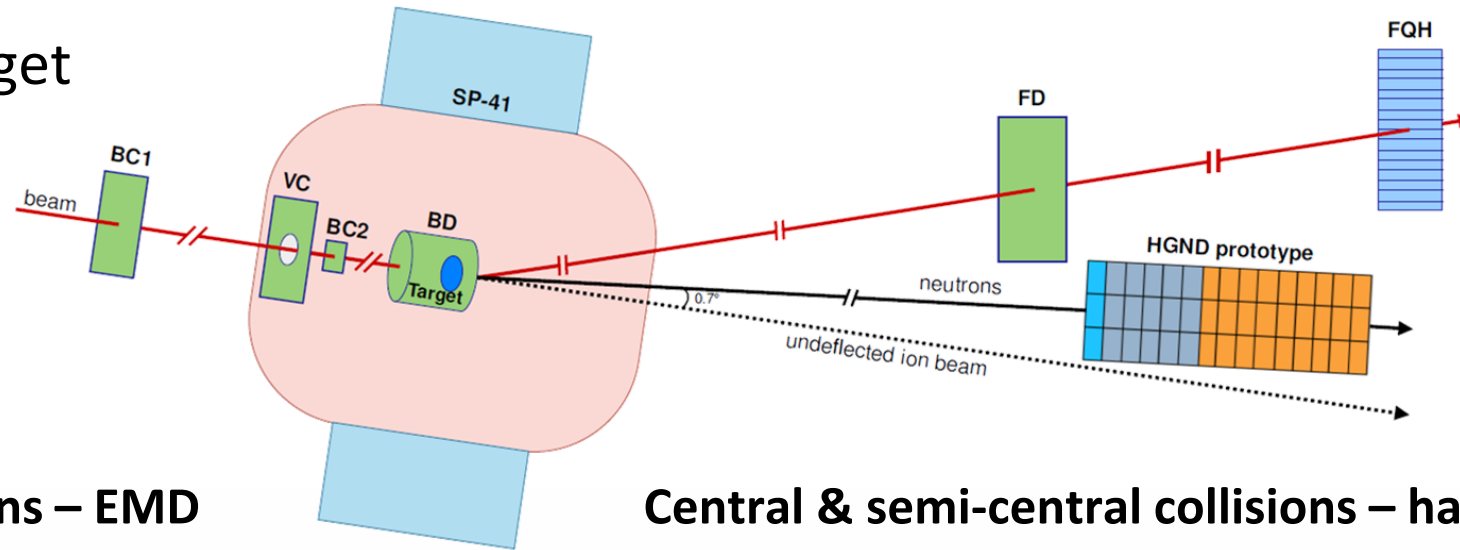 get
FQH
SP-41
FD
BC1
VC
beam
BC2
BD
HGND prototype
Target
neutrons
0.7°
undeflected ion beam
ns – EMD
Central & semi-central collisions – ha